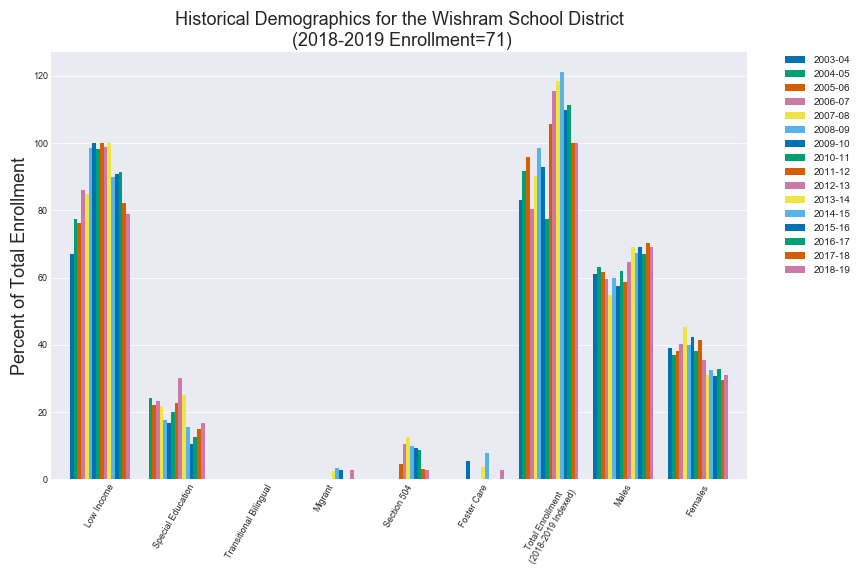 Historical Demographics for the Wishram School District
(2018-2019 Enrollment=71)
Percent of Total Enrollment
120
100
80
60
40
20
0
Low Income
Special Education
Transitional Bilingual
Migrant
Section 504
Foster Care
Total Enrollment
(2018-2019 Indexed)
Males
Females
2003-04
2004-05
2005-06
2006-07
2007-08
2008-09
2009-10
2010-11
2011-12
2012-13
2013-14
2014-15
2015-16
2016-17
2017-18
2018-19